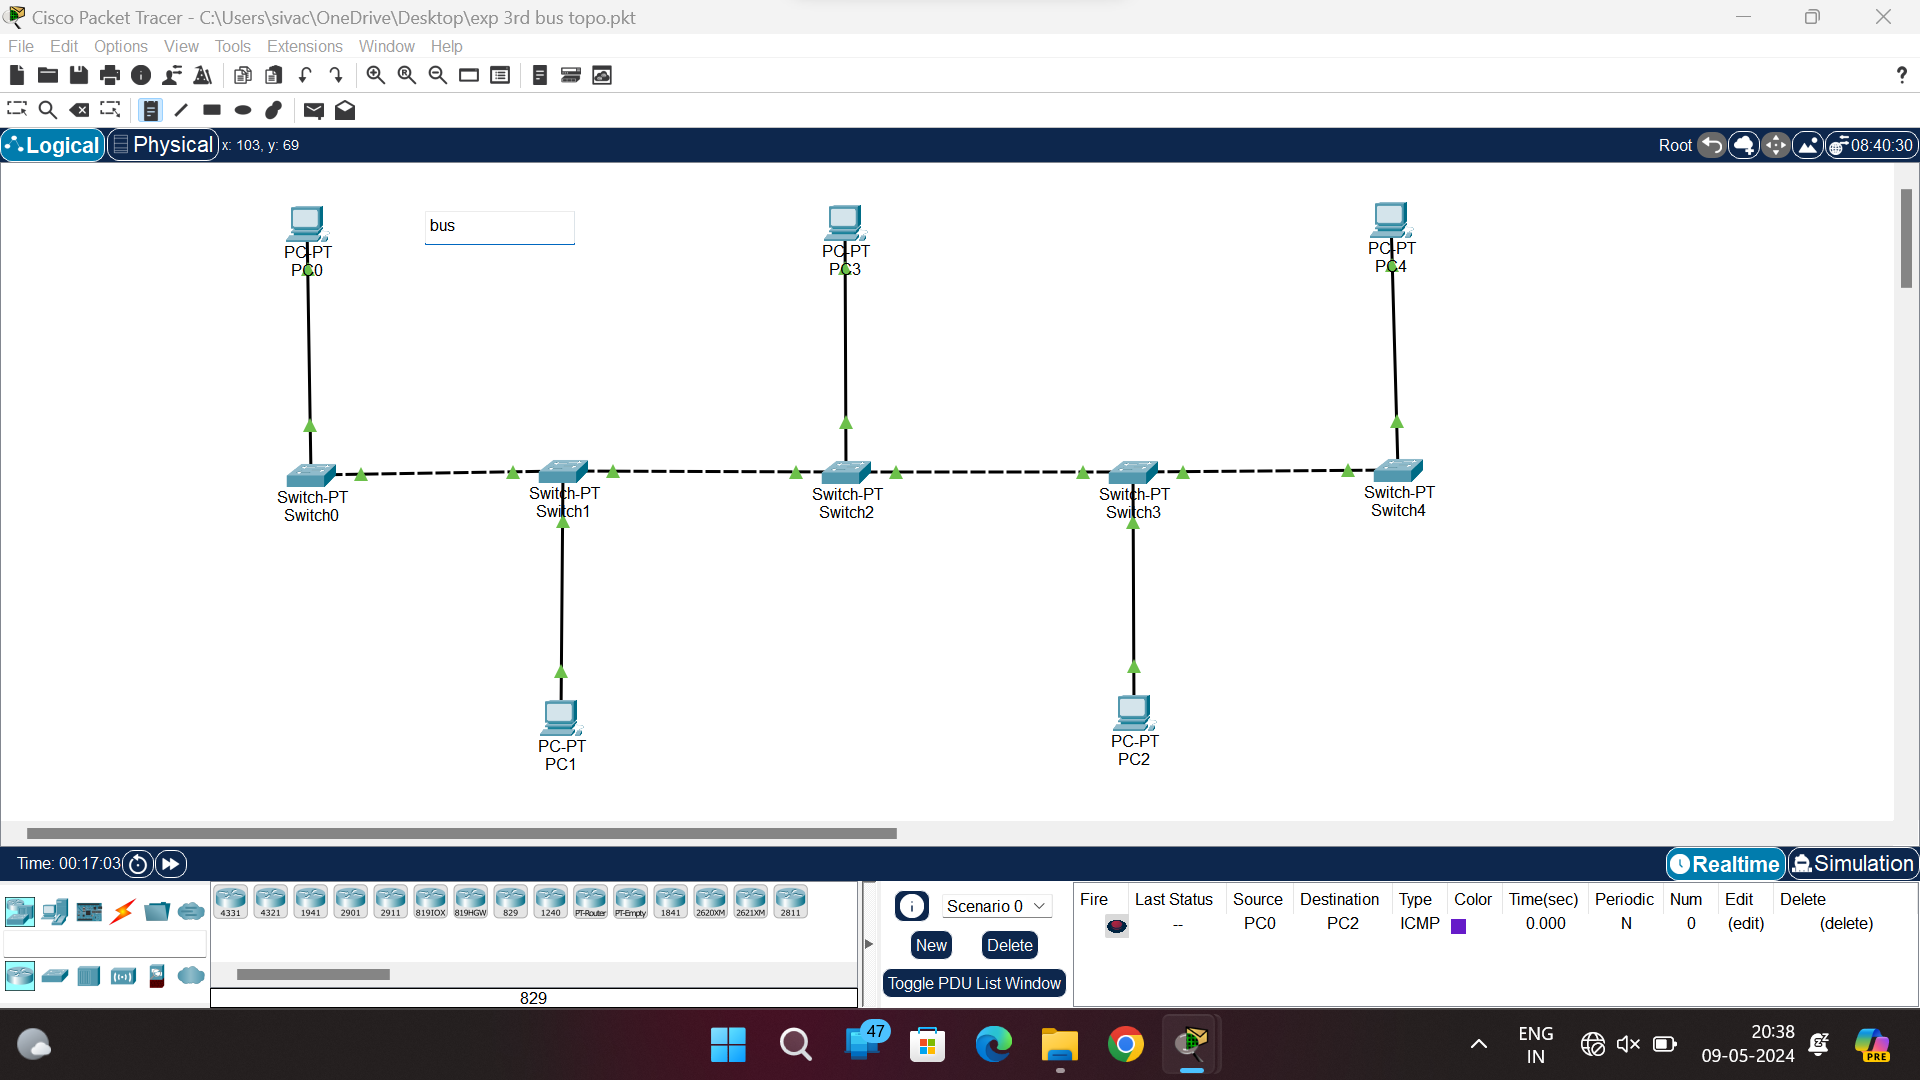 Cisco Packet Tracer - C:\Users\sivac\OneDrive\Desktop\exp 3rd bus topo.pkt
File Edit Options View Tools Extensions Window Help
?
Logical Physical x: 103, y: 69 Root 08:40:30
bus
PC-PT
PC0
PC-PT
PC3
PC-PT
PC4
Switch-PT
Switch0
Switch-PT
Switch1
Switch-PT
Switch2
Switch-PT
Switch3
Switch-PT
Switch4
PC-PT
PC1
PC-PT
PC2
Time: 00:17:03 Realtime Simulation
4331 4321 1941 2901 2911 819IOX 819HGW 829 1240 PT-Router PT-Empty 1841 2620XM 2621XM 2811
829
Scenario 0
New Delete
Toggle PDU List Window
Fire Last Status Source Destination Type Color Time(sec) Periodic Num Edit Delete
-- PC0 PC2 ICMP 0.000 N 0 (edit) (delete)
47
ENG
IN
20:38
09-05-2024
PRE